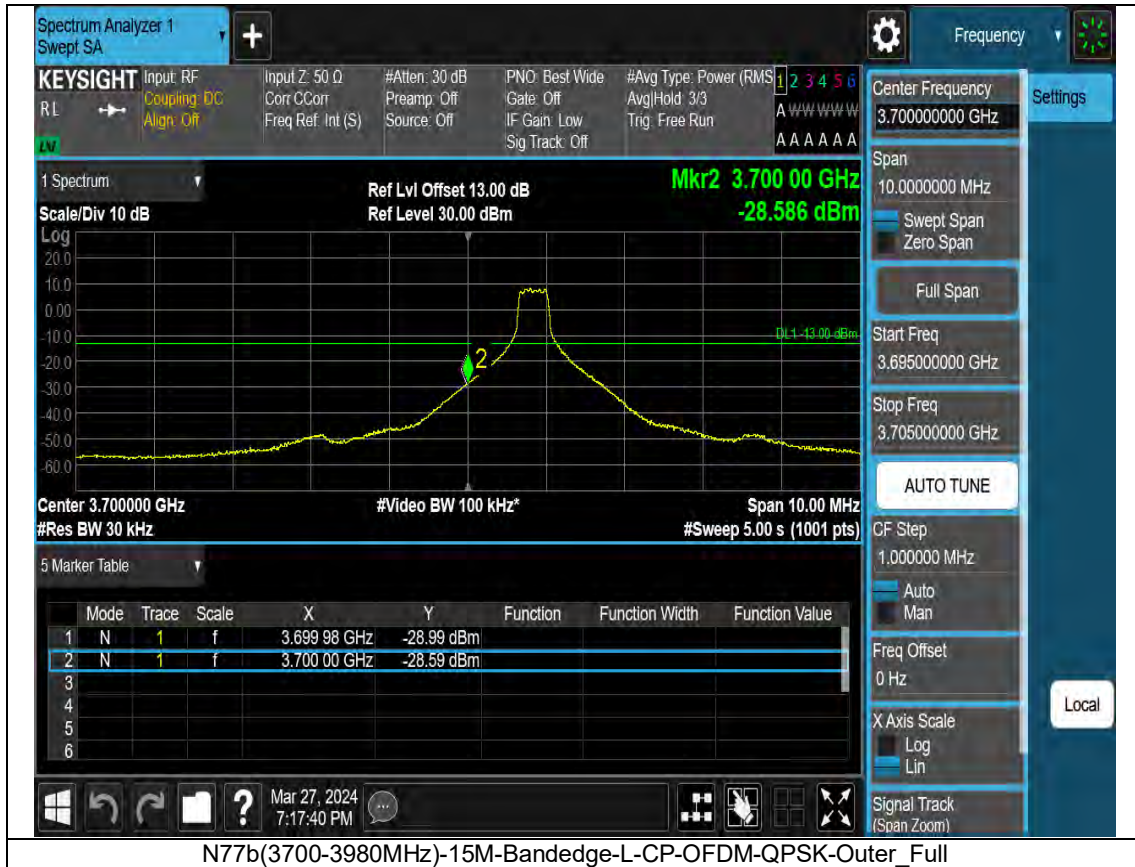 Spectrum Analyzer 1
Swept SA
+
Frequency
KEYSIGHT
RL
Input: RF
Coupling: DC
Align: Off
Input Z: 50 Ω
Corr CCorr
Freq Ref: Int (S)
#Atten: 30 dB
Preamp: Off
Source: Off
PNO: Best Wide
Gate: Off
IF Gain: Low
Sig Track: Off
#Avg Type: Power (RMS
Avg|Hold: 3/3
Trig: Free Run
1 2 3 4 5 6
A W W W W W
A A A A A A
1 Spectrum
Scale/Div 10 dB
Ref Lvl Offset 13.00 dB
Ref Level 30.00 dBm
Mkr2 3.700 00 GHz
-28.586 dBm
Log
20.0
10.0
0.00
-10.0
-20.0
-30.0
-40.0
-50.0
-60.0
DL1 -13.00 dBm
2
Center 3.700000 GHz
#Video BW 100 kHz*
Span 10.00 MHz
#Res BW 30 kHz
#Sweep 5.00 s (1001 pts)
5 Marker Table
Mode Trace Scale X Y Function Function Width Function Value
1 N 1 f 3.699 98 GHz -28.99 dBm
2 N 1 f 3.700 00 GHz -28.59 dBm
3
4
5
6
Mar 27, 2024
7:17:40 PM
Center Frequency
3.700000000 GHz
Settings
Span
10.0000000 MHz
Swept Span
Zero Span
Full Span
Start Freq
3.695000000 GHz
Stop Freq
3.705000000 GHz
AUTO TUNE
CF Step
1.000000 MHz
Auto
Man
Freq Offset
0 Hz
X Axis Scale
Log
Lin
Local
Signal Track
(Span Zoom)
N77b(3700-3980MHz)-15M-Bandedge-L-CP-OFDM-QPSK-Outer_Full